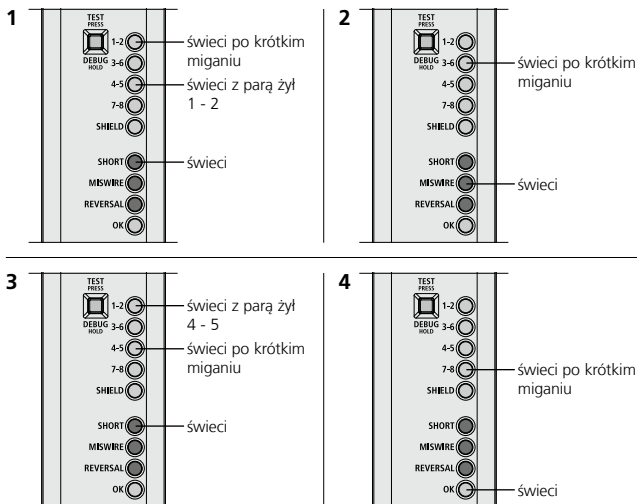 1
TEST
PRESS
1-2
świeci po krótkim
miganiu
DEBUG
HOLD
3-6
4-5
świeci z parą żył
1 - 2
7-8
SHIELD
SHORT
świeci
MISWIRE
REVERSAL
OK
2
TEST
PRESS
1-2
DEBUG
HOLD
3-6
świeci po krótkim
miganiu
4-5
7-8
SHIELD
SHORT
MISWIRE
świeci
REVERSAL
OK
3
TEST
PRESS
1-2
świeci z parą żył
4 - 5
DEBUG
HOLD
3-6
4-5
świeci po krótkim
miganiu
7-8
SHIELD
SHORT
świeci
MISWIRE
REVERSAL
OK
4
TEST
PRESS
1-2
DEBUG
HOLD
3-6
4-5
7-8
świeci po krótkim
miganiu
SHIELD
SHORT
MISWIRE
REVERSAL
OK
świeci